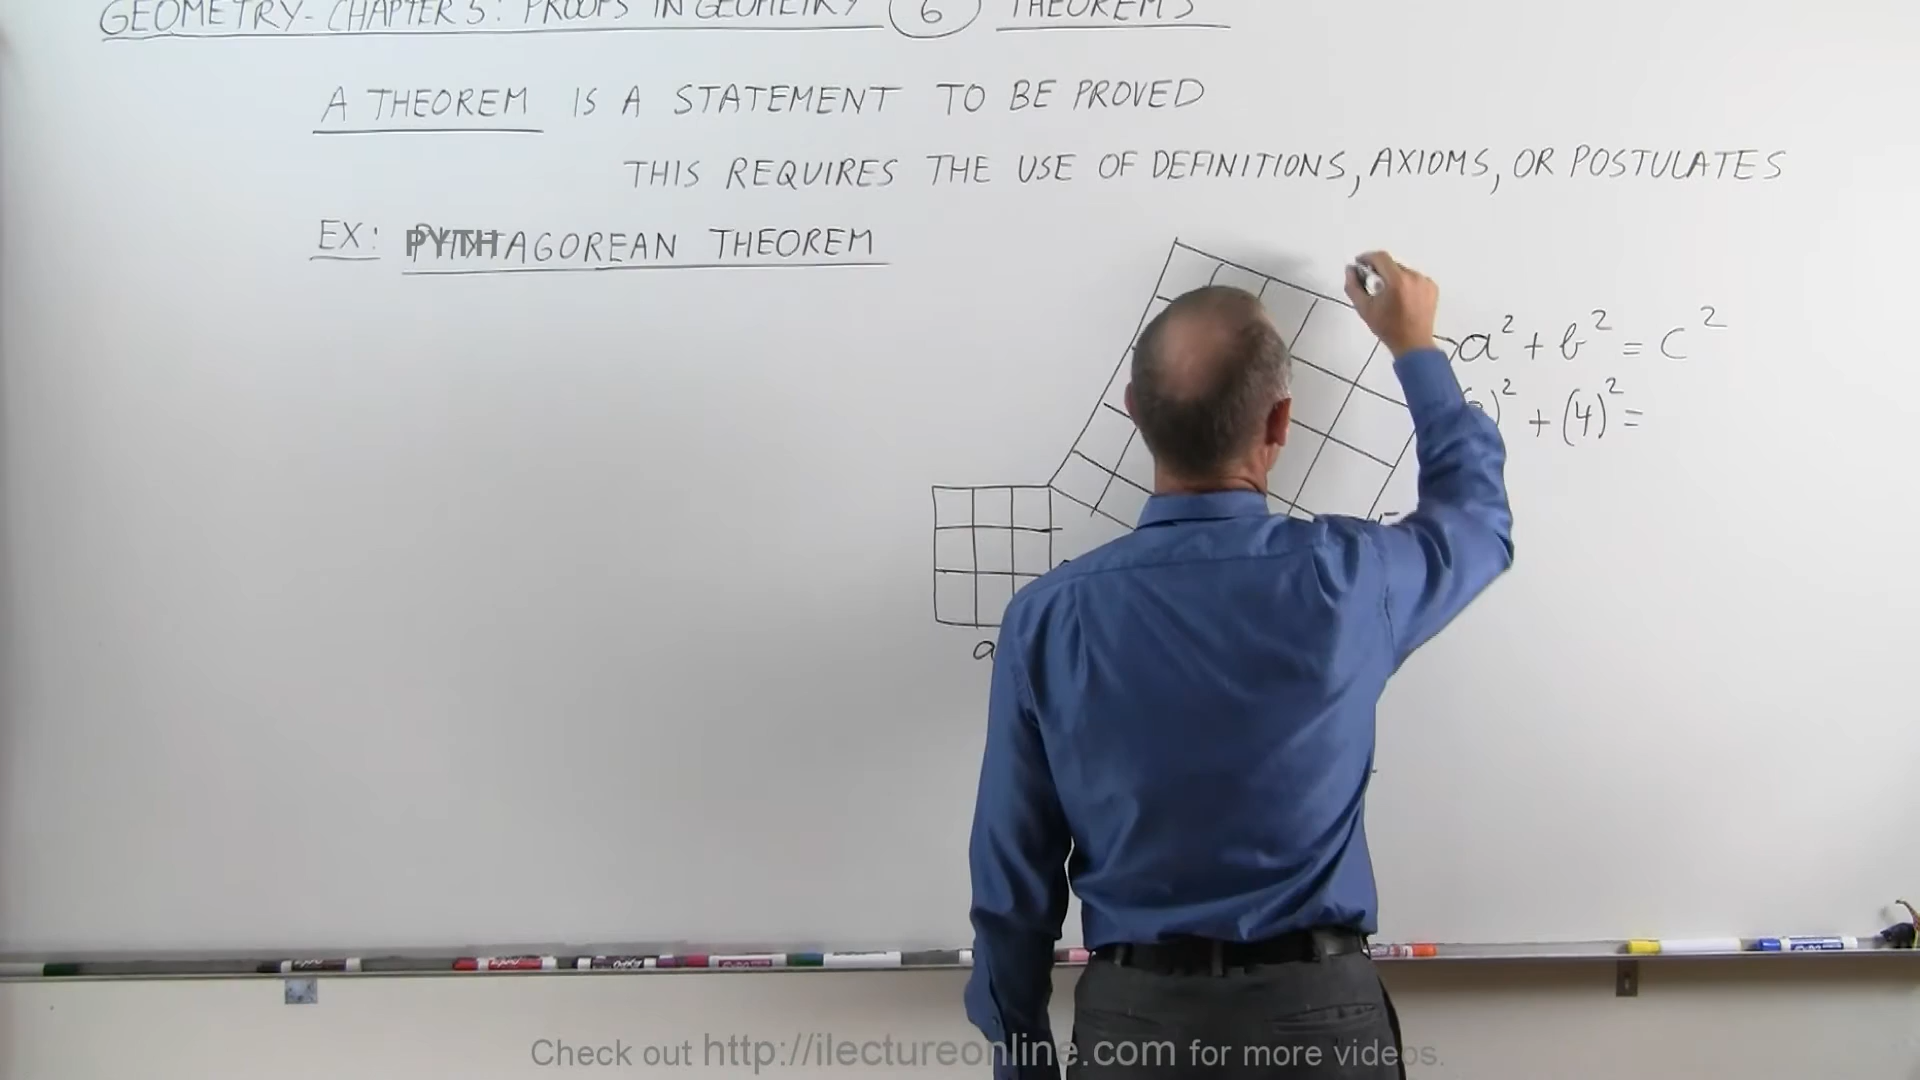 GEOMETRY - CHAPTER 5: PROOFS IN GEOMETRY 6 THEOREMS
A THEOREM IS A STATEMENT TO BE PROVED
THIS REQUIRES THE USE OF DEFINITIONS, AXIOMS, OR POSTULATES
EX: PYTHAGOREAN THEOREM
a² + b² = c²
)² + (4)² =
a
Check out http://ilectureonline.com for more videos.